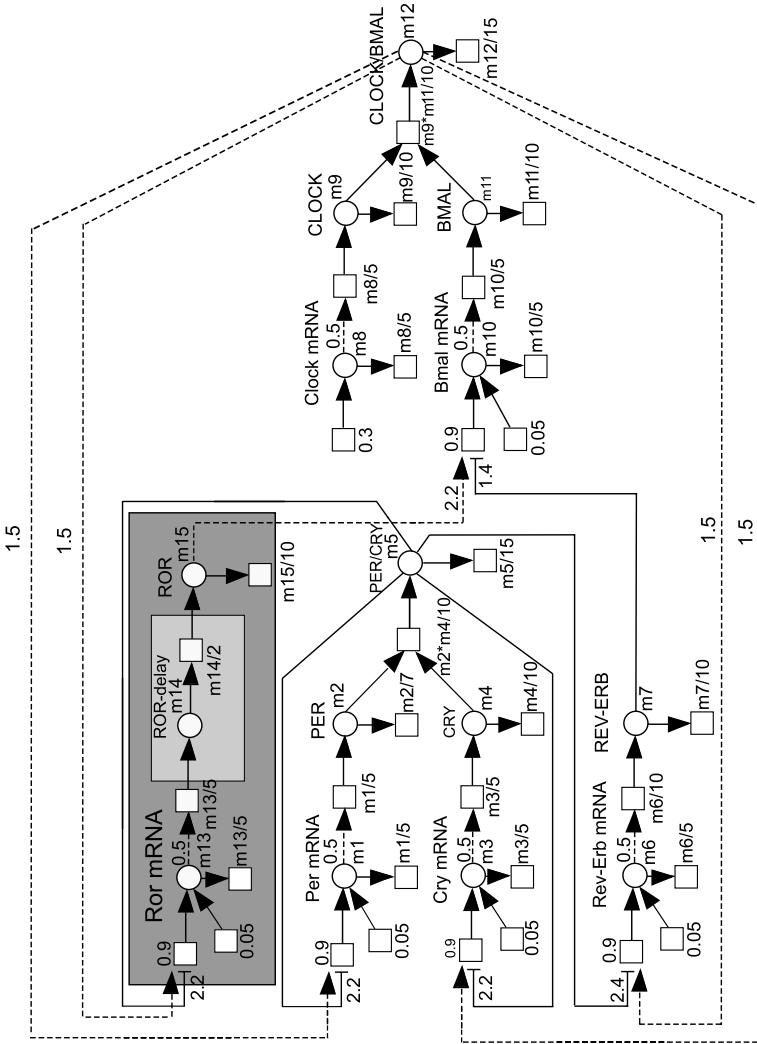 1.5
1.5
CLOCK/BMAL
m12
m12/15
m9*m11/10
CLOCK
m9
m9/10
BMAL
m11
m11/10
m8/5
m10/5
Clock mRNA
0.5
m8
m8/5
Bmal mRNA
0.5
m10
m10/5
0.3
0.9
0.05
2.2
1.4
1.5
1.5
ROR
m15
m15/10
ROR-delay
m14
m14/2
Ror mRNA
0.5
m13
m13/5
m13/5
0.9
0.05
2.2
PER/CRY
m5
m5/15
m2*m4/10
PER
m2
m2/7
CRY
m4
m4/10
m1/5
m3/5
Per mRNA
0.5
m1
m1/5
0.9
0.05
2.2
Cry mRNA
0.5
m3
m3/5
0.9
0.05
2.2
REV-ERB
m7
m7/10
m6/10
Rev-Erb mRNA
0.5
m6
m6/5
0.9
0.05
2.4